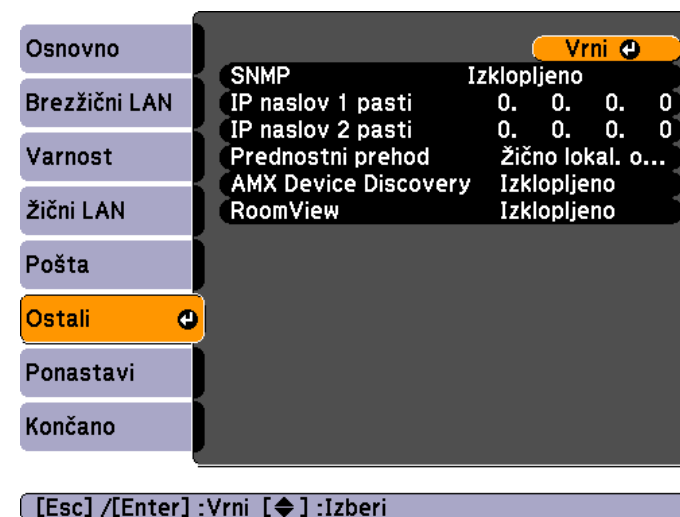 Osnovno
Brezžični LAN
Varnost
Žični LAN
Pošta
Ostali
Ponastavi
Končano
Vrni
SNMP Izklopljeno
IP naslov 1 pasti 0. 0. 0. 0
IP naslov 2 pasti 0. 0. 0. 0
Prednostni prehod Žično lokal. o...
AMX Device Discovery Izklopljeno
RoomView Izklopljeno
[Esc] /[Enter] :Vrni [◆] :Izberi